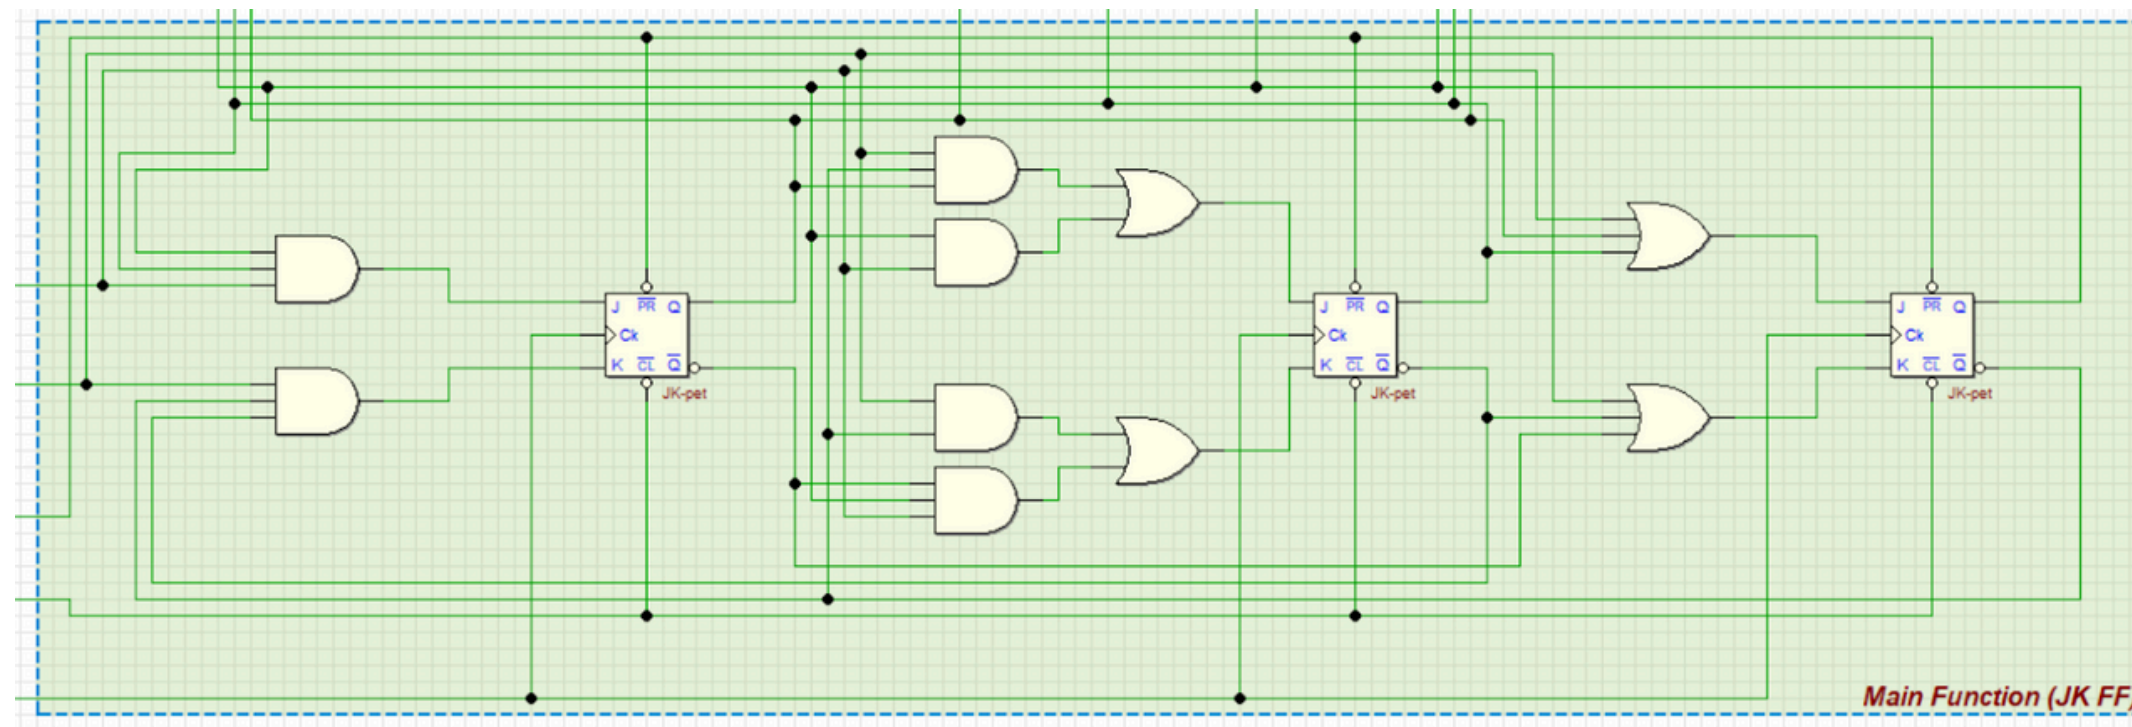 J PR Q
Ck
K CL Q
JK-pet
J PR Q
Ck
K CL Q
JK-pet
J PR Q
Ck
K CL Q
JK-pet
Main Function (JK FF)